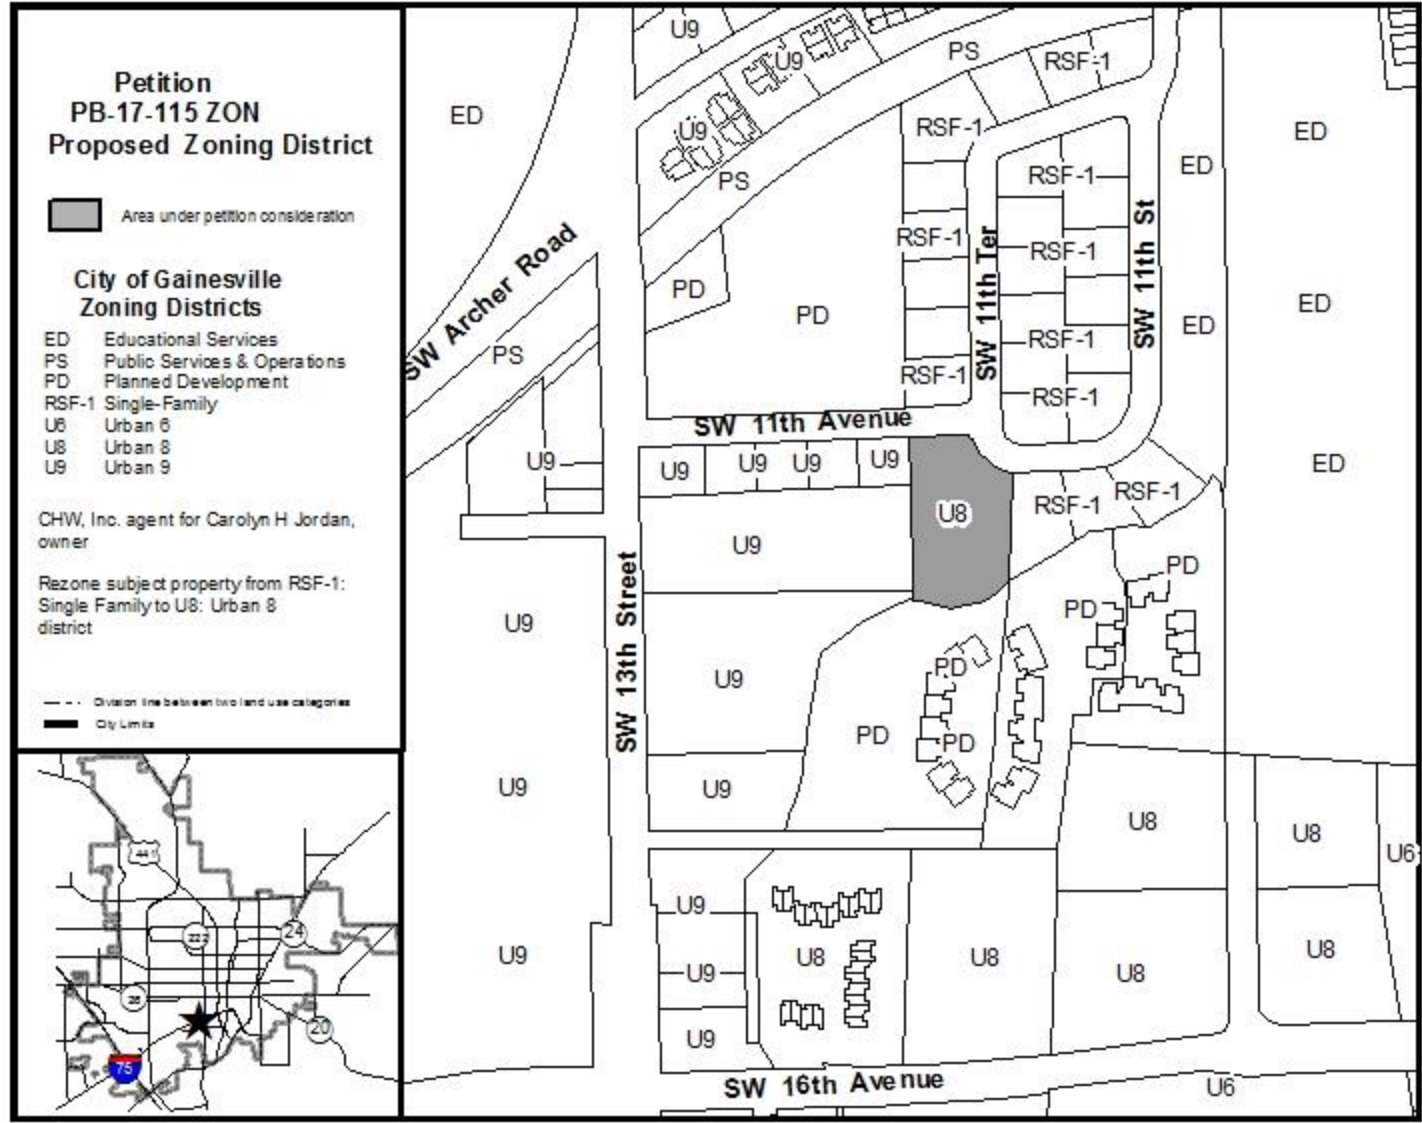 Petition
PB-17-115 ZON
Proposed Zoning District
Area under petition consideration
City of Gainesville
Zoning Districts
ED Educational Services
PS Public Services & Operations
PD Planned Development
RSF-1 Single-Family
U6 Urban 6
U8 Urban 8
U9 Urban 9
CHW, Inc. agent for Carolyn H Jordan,
owner
Rezone subject property from RSF-1:
Single Family to U8: Urban 8
district
Division line between two land use categories
City Limits
441
222
24
26
20
75
U9
U9
PS
RSF-1
ED
U9
RSF-1
ED
PS
ED
RSF-1
SW 11th St
RSF-1
SW 11th Ter
RSF-1
SW Archer Road
PD
PD
ED
ED
PS
RSF-1
RSF-1
RSF-1
SW 11th Avenue
U9
U9
U9
U9
U9
ED
U8
RSF-1
RSF-1
U9
PD
PD
U9
SW 13th Street
U9
PD
PD
PD
U9
U9
U8
U8
U6
U9
U9
U8
U8
U8
U8
U9
U9
SW 16th Avenue
U6